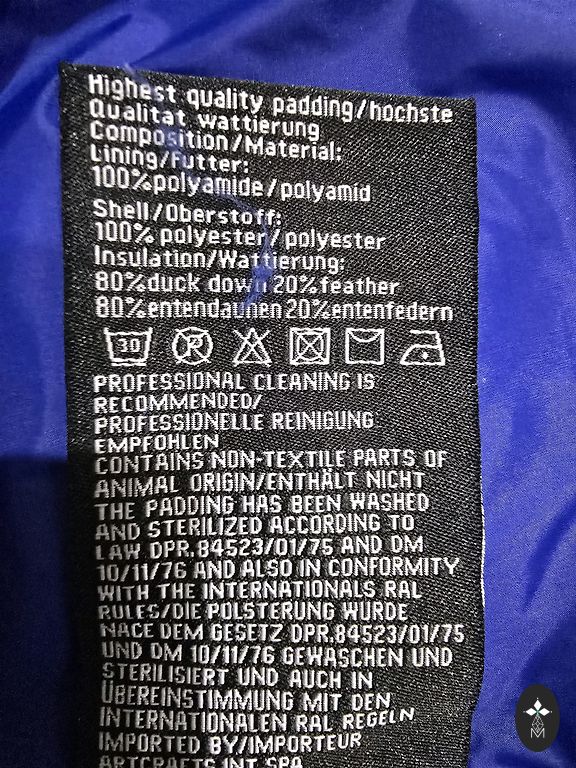 Highest quality padding/hochste
Qualitat wattierung
Composition/Material:
Lining/Futter:
100%polyamide/polyamid
Shell/Oberstoff:
100% polyester/polyester
Insulation/Wattierung:
80%duck down 20%feather
80%entendaunen 20%entenfedern
30 P
PROFESSIONAL CLEANING IS
RECOMMENDED/
PROFESSIONELLE REINIGUNG
EMPFOHLEN
CONTAINS NON-TEXTILE PARTS OF
ANIMAL ORIGIN/ENTHÄLT NICHT
THE PADDING HAS BEEN WASHED
AND STERILIZED ACCORDING TO
LAW DPR.84523/01/75 AND DM
10/11/76 AND ALSO IN CONFORMITY
WITH THE INTERNATIONALS RAL
RULES/DIE POLSTERUNG WURDE
NACE DEM GESETZ DPR.84523/01/75
UND DM 10/11/76 GEWASCHEN UND
STERILISIERT UND AUCH IN
ÜBEREINSTIMMUNG MIT DEN
INTERNATIONALEN RAL REGELN
IMPORTED BY/IMPORTEUR
ARTCRAFTS INT.SPA
M